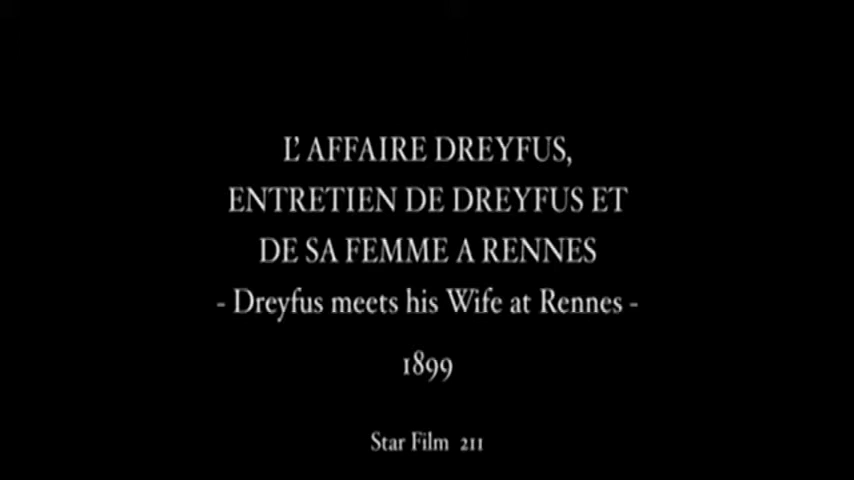 L' AFFAIRE DREYFUS,
ENTRETIEN DE DREYFUS ET
DE SA FEMME A RENNES
- Dreyfus meets his Wife at Rennes -
1899
Star Film 211